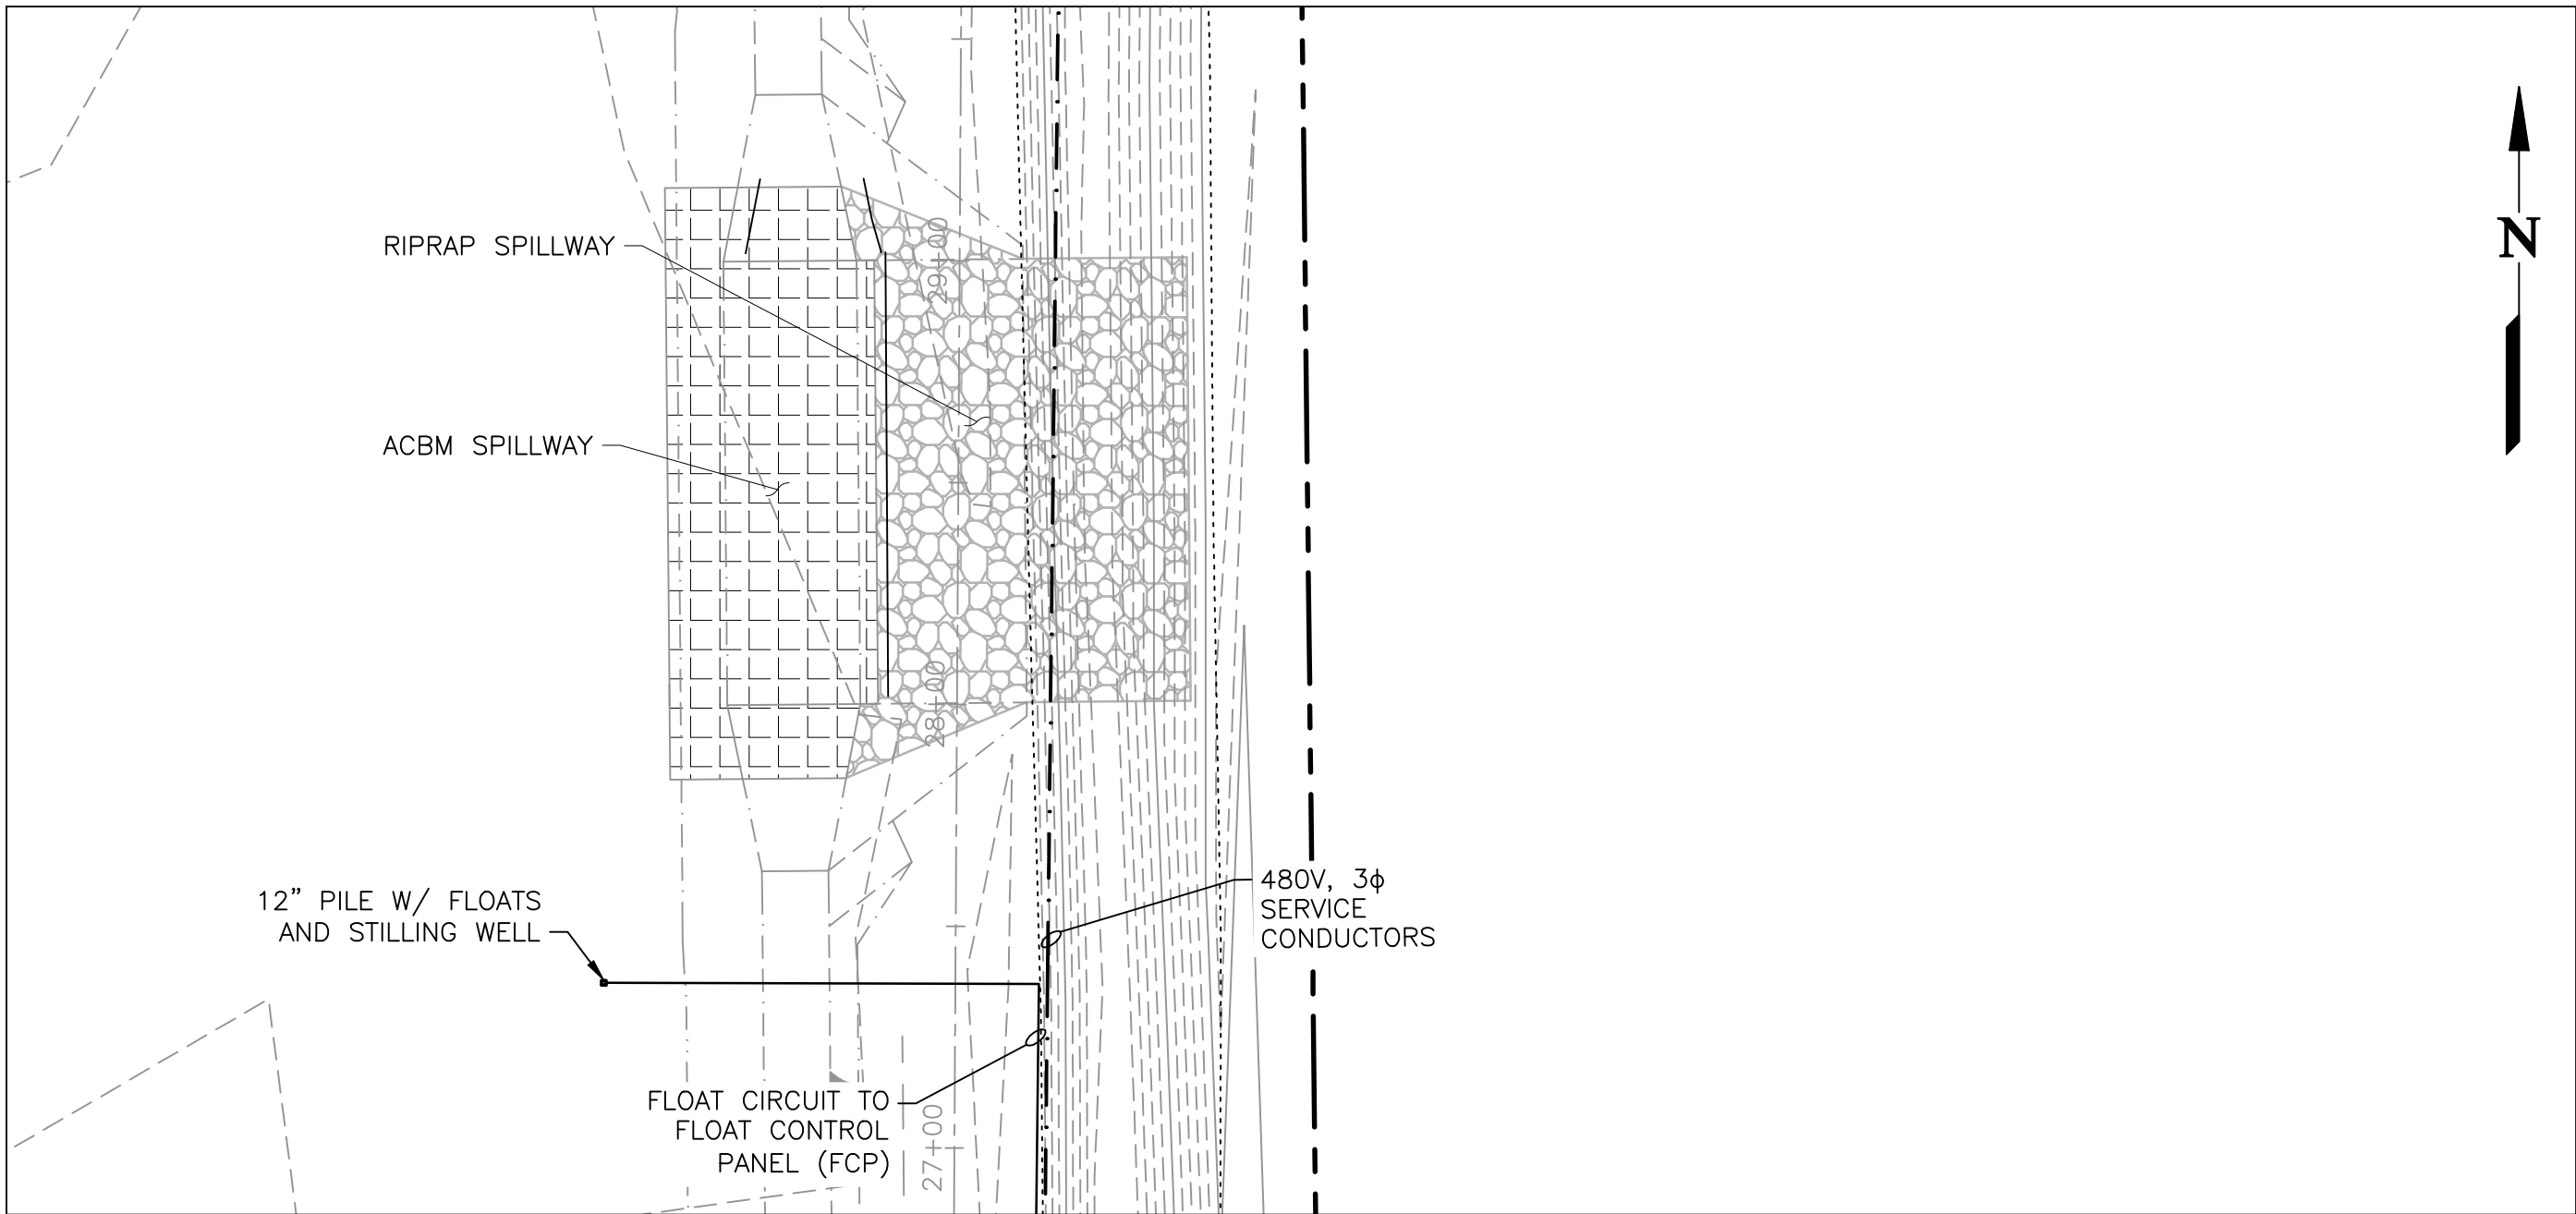 N
RIPRAP SPILLWAY
29+00
ACBM SPILLWAY
28+00
12" PILE W/ FLOATS
AND STILLING WELL
480V, 3ϕ
SERVICE
CONDUCTORS
FLOAT CIRCUIT TO
FLOAT CONTROL
PANEL (FCP)
27+00